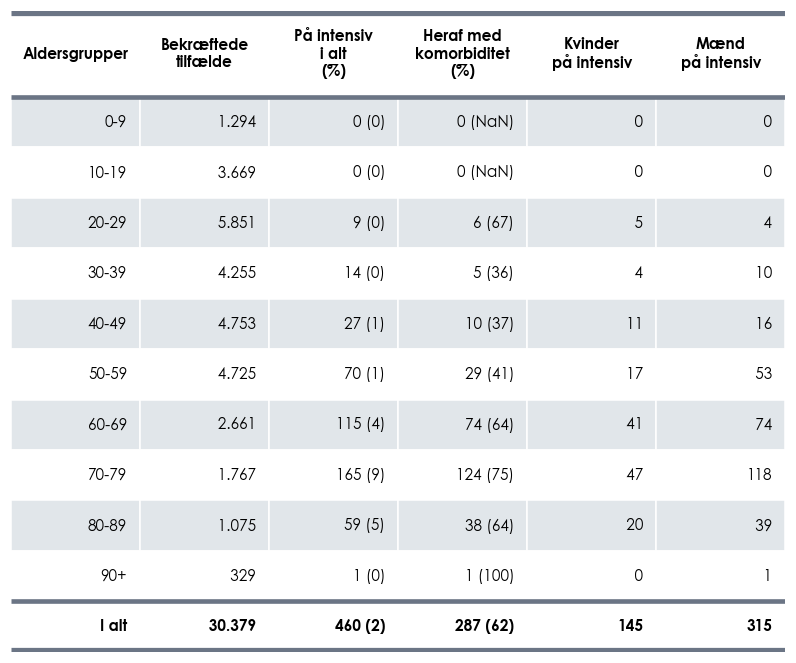 Aldersgrupper Bekræftede tilfælde På intensiv i alt (%) Heraf med komorbiditet (%) Kvinder på intensiv Mænd på intensiv
0-9 1.294 0 (0) 0 (NaN) 0 0
10-19 3.669 0 (0) 0 (NaN) 0 0
20-29 5.851 9 (0) 6 (67) 5 4
30-39 4.255 14 (0) 5 (36) 4 10
40-49 4.753 27 (1) 10 (37) 11 16
50-59 4.725 70 (1) 29 (41) 17 53
60-69 2.661 115 (4) 74 (64) 41 74
70-79 1.767 165 (9) 124 (75) 47 118
80-89 1.075 59 (5) 38 (64) 20 39
90+ 329 1 (0) 1 (100) 0 1
I alt 30.379 460 (2) 287 (62) 145 315